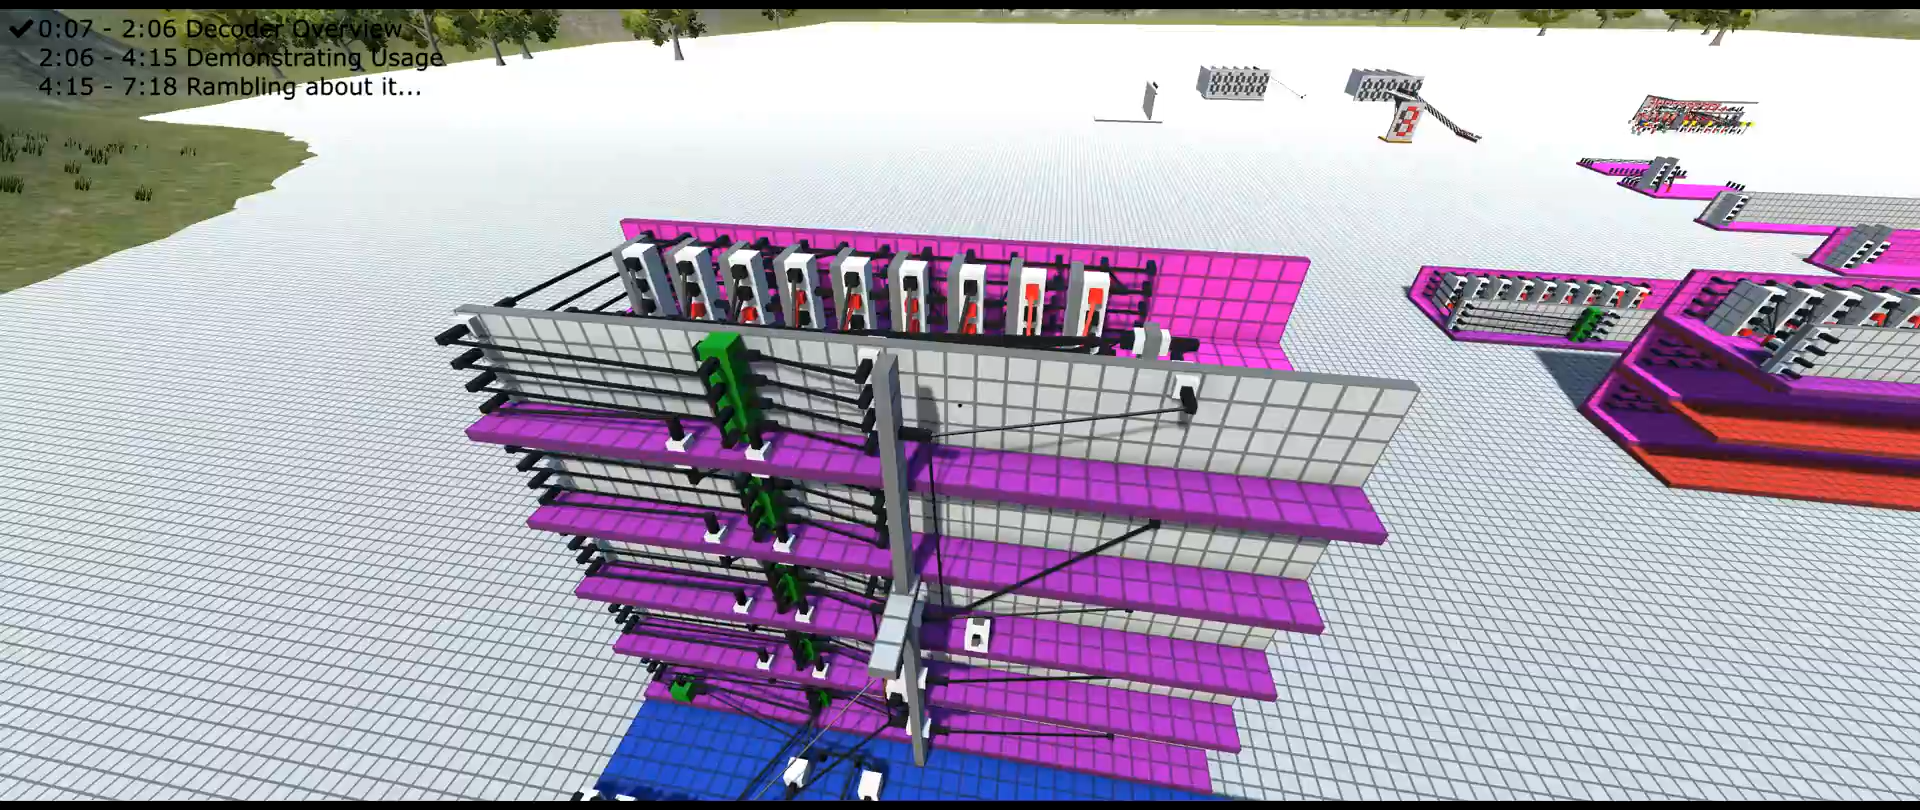 ✔0:07 - 2:06 Decoder Overview
2:06 - 4:15 Demonstrating Usage
4:15 - 7:18 Rambling about it...